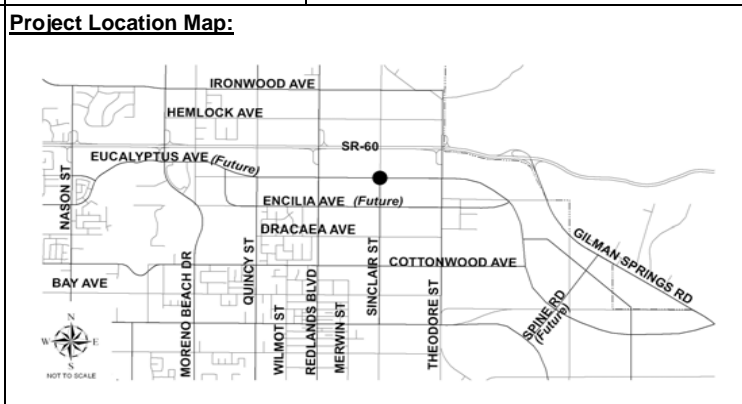 Project Location Map:
IRONWOOD AVE
HEMLOCK AVE
SR-60
EUCALYPTUS AVE (Future)
NASON ST
ENCILIA AVE (Future)
DRACAEA AVE
COTTONWOOD AVE
GILMAN SPRINGS RD
BAY AVE
MORENO BEACH DR
QUINCY ST
WILMOT ST
REDLANDS BLVD
MERWIN ST
SINCLAIR ST
THEODORE ST
SPINE RD
(Future)
N
W E
S
NOT TO SCALE